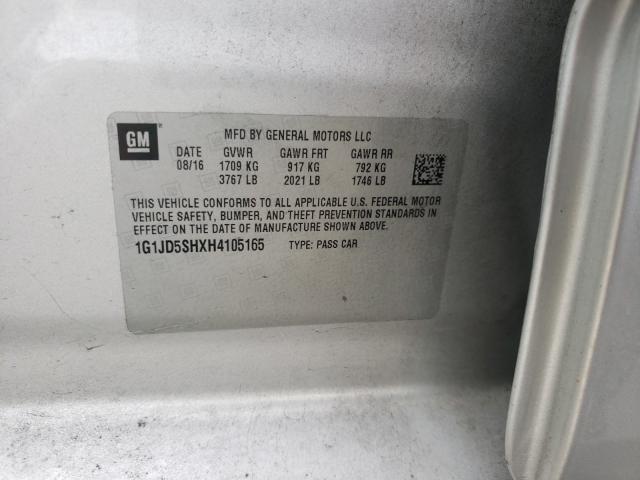 GM
MFD BY GENERAL MOTORS LLC
DATE GVWR GAWR FRT GAWR RR
08/16 1709 KG 917 KG 792 KG
3767 LB 2021 LB 1746 LB
THIS VEHICLE CONFORMS TO ALL APPLICABLE U.S. FEDERAL MOTOR
VEHICLE SAFETY, BUMPER, AND THEFT PREVENTION STANDARDS IN
EFFECT ON THE DATE OF MANUFACTURE SHOWN ABOVE.
1G1JD5SHXH4105165 TYPE: PASS CAR